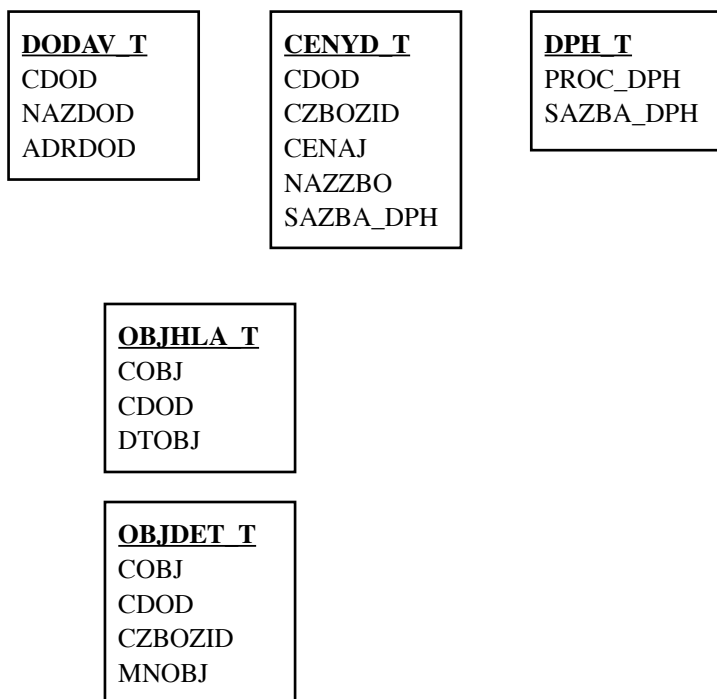 DODAV_T
CDOD
NAZDOD
ADRDOD
CENYD_T
CDOD
CZBOZID
CENAJ
NAZZBO
SAZBA_DPH
DPH_T
PROC_DPH
SAZBA_DPH
OBJHLA_T
COBJ
CDOD
DTOBJ
OBJDET_T
COBJ
CDOD
CZBOZID
MNOBJ